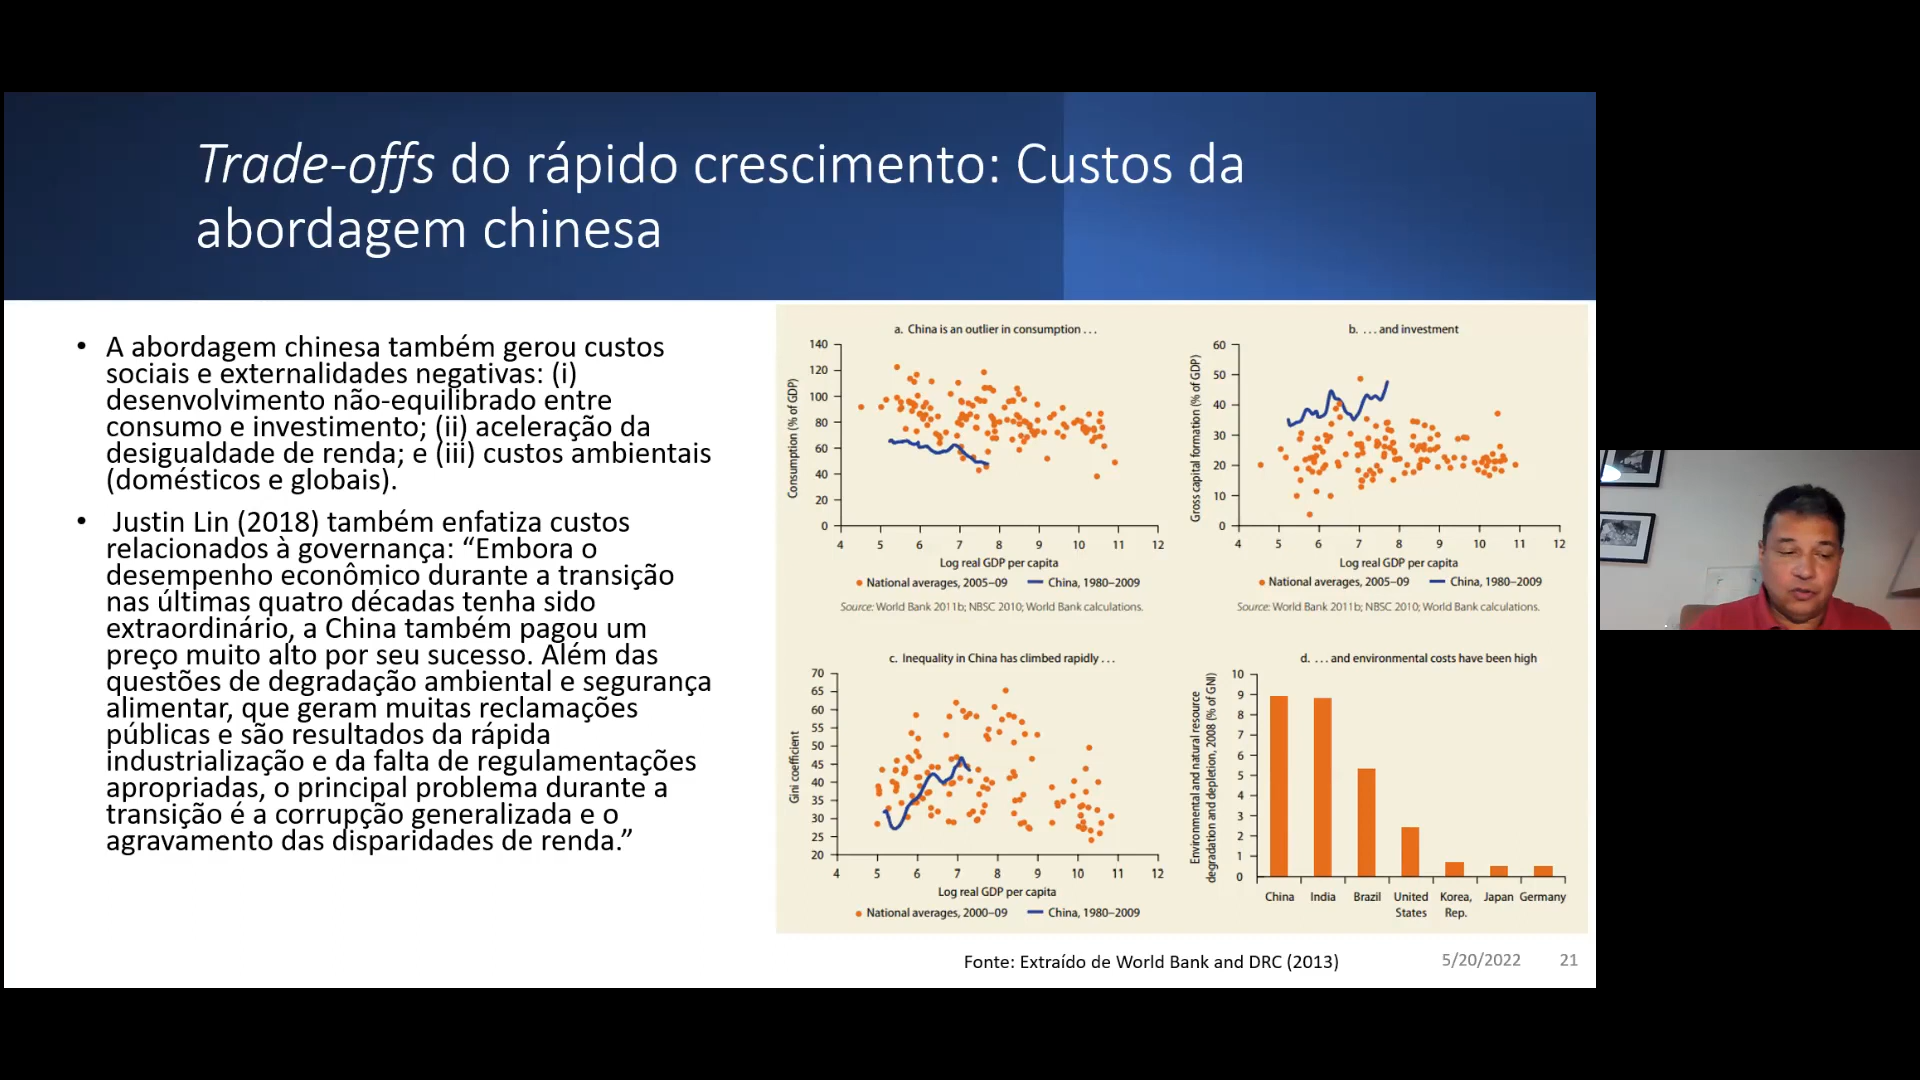 Trade-offs do rápido crescimento: Custos da
abordagem chinesa
• A abordagem chinesa também gerou custos
sociais e externalidades negativas: (i)
desenvolvimento não-equilibrado entre
consumo e investimento; (ii) aceleração da
desigualdade de renda; e (iii) custos ambientais
(domésticos e globais).
• Justin Lin (2018) também enfatiza custos
relacionados à governança: “Embora o
desempenho econômico durante a transição
nas últimas quatro décadas tenha sido
extraordinário, a China também pagou um
preço muito alto por seu sucesso. Além das
questões de degradação ambiental e segurança
alimentar, que geram muitas reclamações
públicas e são resultados da rápida
industrialização e da falta de regulamentações
apropriadas, o principal problema durante a
transição é a corrupção generalizada e o
agravamento das disparidades de renda.”
a. China is an outlier in consumption . . .
Consumption (% of GDP)
140
120
100
80
60
40
20
0
4 5 6 7 8 9 10 11 12
Log real GDP per capita
National averages, 2005–09 China, 1980–2009
Source: World Bank 2011b; NBSC 2010; World Bank calculations.
b. . . . and investment
Gross capital formation (% of GDP)
60
50
40
30
20
10
0
4 5 6 7 8 9 10 11 12
Log real GDP per capita
National averages, 2005–09 China, 1980–2009
Source: World Bank 2011b; NBSC 2010; World Bank calculations.
c. Inequality in China has climbed rapidly . . .
Gini coefficient
70
65
60
55
50
45
40
35
30
25
20
4 5 6 7 8 9 10 11 12
Log real GDP per capita
National averages, 2000–09 China, 1980–2009
d. . . . and environmental costs have been high
Environmental and natural resource
degradation and depletion, 2008 (% of GNI)
10
9
8
7
6
5
4
3
2
1
0
China India Brazil United Korea, Japan Germany
States Rep.
Fonte: Extraído de World Bank and DRC (2013)
5/20/2022 21